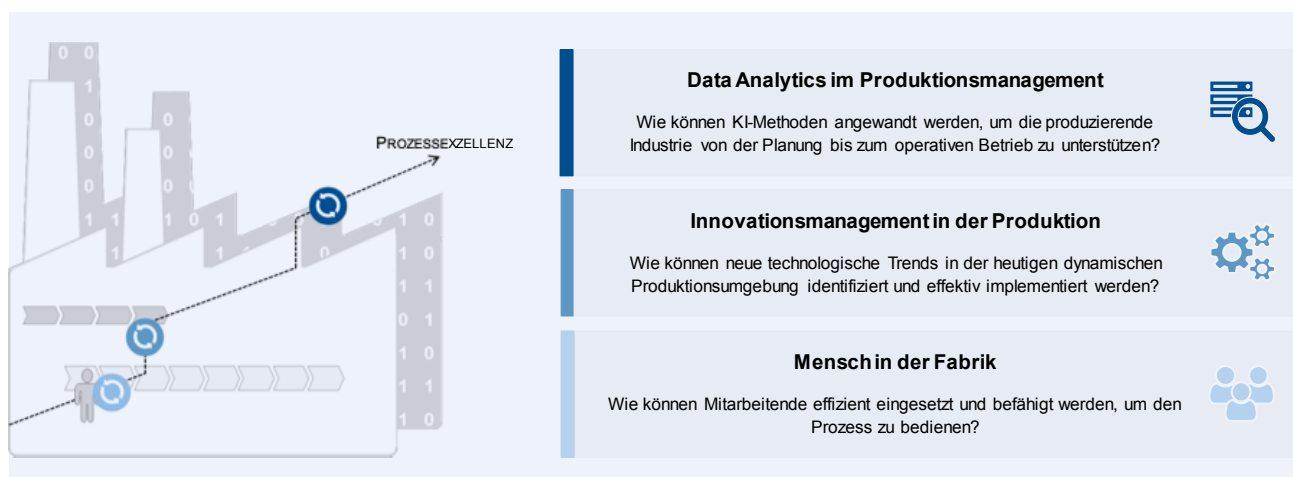 PROZESSEXZELLENZ
Data Analytics im Produktionsmanagement
Wie können KI-Methoden angewandt werden, um die produzierende
Industrie von der Planung bis zum operativen Betrieb zu unterstützen?
Innovationsmanagement in der Produktion
Wie können neue technologische Trends in der heutigen dynamischen
Produktionsumgebung identifiziert und effektiv implementiert werden?
Mensch in der Fabrik
Wie können Mitarbeitende effizient eingesetzt und befähigt werden, um den
Prozess zu bedienen?